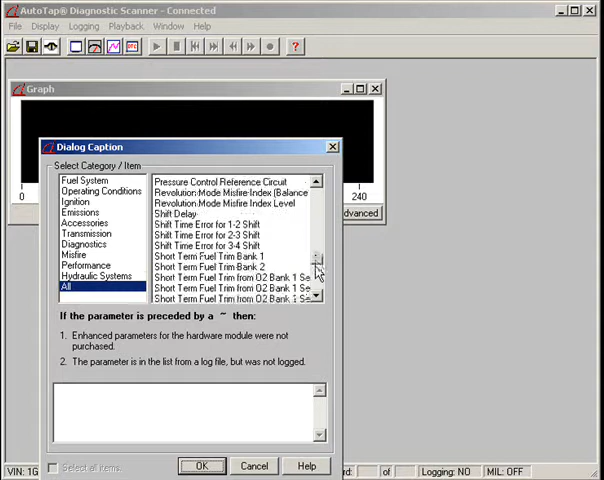 AutoTap® Diagnostic Scanner - Connected
File Display Logging Playback Window Help
DTC
?
Graph
0 240
Advanced
Dialog Caption
Select Category / Item
Fuel System
Operating Conditions
Ignition
Emissions
Accessories
Transmission
Diagnostics
Misfire
Performance
Hydraulic Systems
All
Pressure Control Reference Circuit
Revolution Mode Misfire Index (Balance
Revolution Mode Misfire Index Level
Shift Delay
Shift Time Error for 1-2 Shift
Shift Time Error for 2-3 Shift
Shift Time Error for 3-4 Shift
Short Term Fuel Trim Bank 1
Short Term Fuel Trim Bank 2
Short Term Fuel Trim from O2 Bank 1 Se
Short Term Fuel Trim from O2 Bank 1 Se
Short Term Fuel Trim from O2 Bank 2 S
If the parameter is preceded by a ~ then:
1. Enhanced parameters for the hardware module were not
purchased.
2. The parameter is in the list from a log file, but was not logged.
Select all items.
OK Cancel Help
VIN: 1G rd: of Logging: NO MIL: OFF